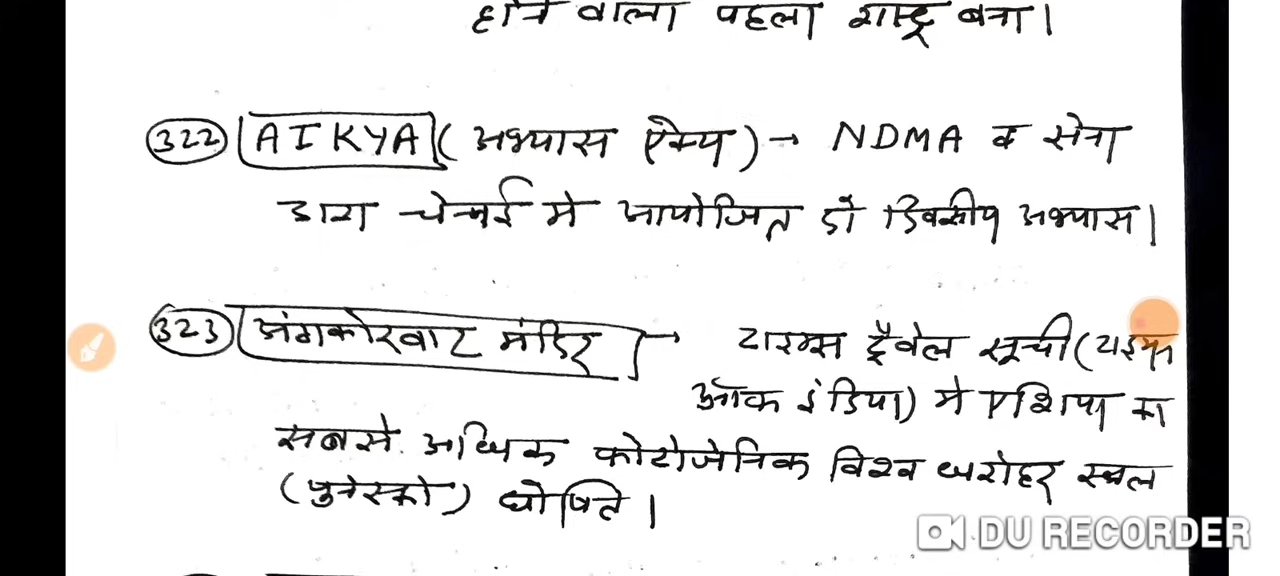 होने वाला पहला राष्ट्र बना।
322 AIKYA (अभ्यास ऐक्य) → NDMA व सेना
द्वारा चेन्नई मे आयोजित दो दिवसीय अभ्यास।
323 अंगकोरवाट मंदिर → टाइम्स ट्रैवेल सूची (टाइम्स
ऑफ इंडिया) मे एशिया का
सबसे अधिक फोटोजेनिक विश्व धरोहर स्थल
(युनेस्को) घोषित।
DU RECORDER